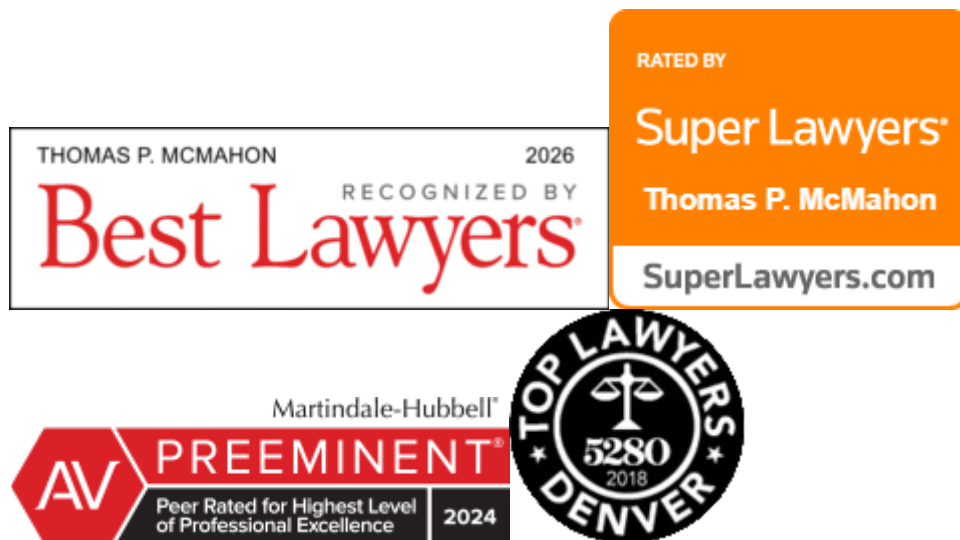 THOMAS P. MCMAHON 2026
RECOGNIZED BY
Best Lawyers®
RATED BY
Super Lawyers®
Thomas P. McMahon
SuperLawyers.com
Martindale-Hubbell®
AV PREEMINENT®
Peer Rated for Highest Level
of Professional Excellence
2024
TOP LAWYERS
5280
2018
DENVER